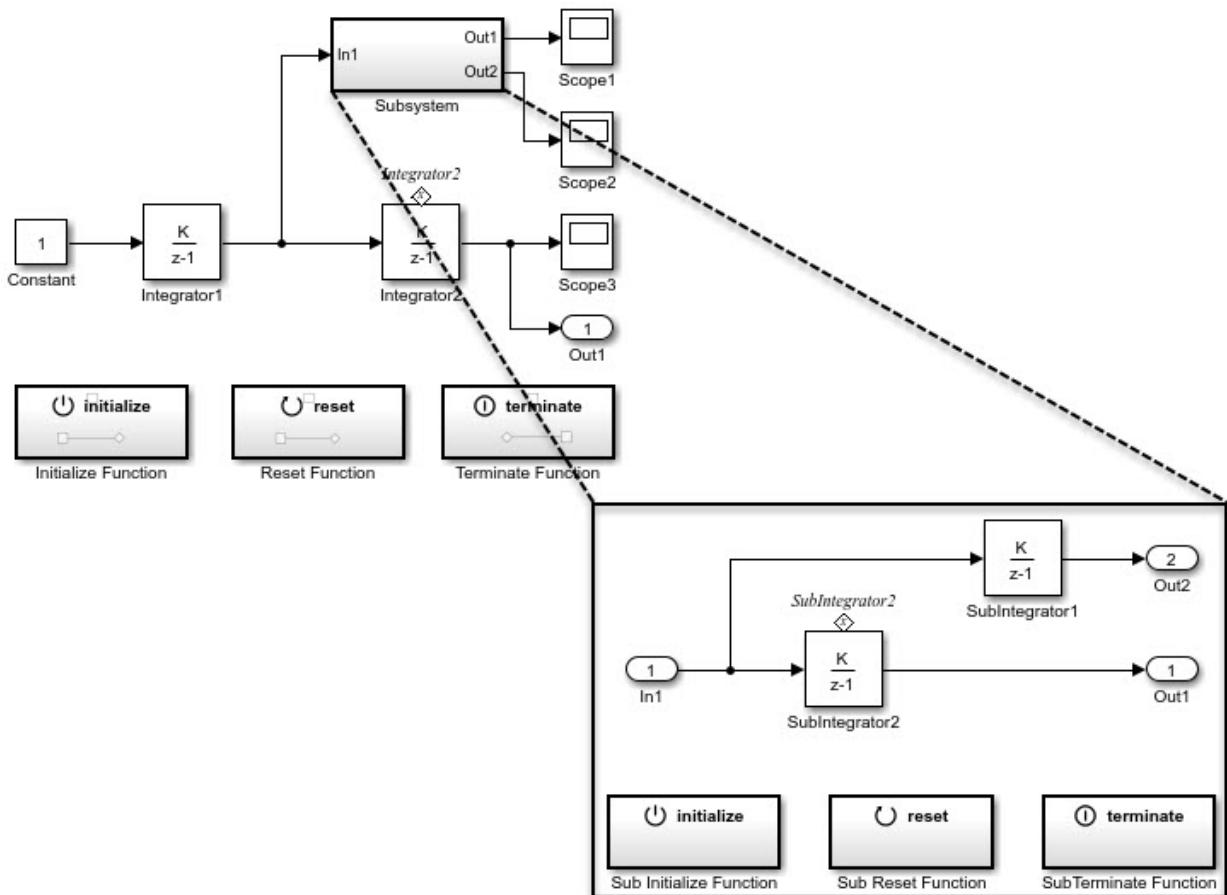 In1
Out1
Out2
Subsystem
Scope1
Scope2
Integrator2
x
1
Constant
K
z-1
Integrator1
K
z-1
Integrator2
Scope3
1
Out1
initialize
Initialize Function
reset
Reset Function
terminate
Terminate Function
K
z-1
SubIntegrator1
2
Out2
SubIntegrator2
x
1
In1
K
z-1
SubIntegrator2
1
Out1
initialize
Sub Initialize Function
reset
Sub Reset Function
terminate
SubTerminate Function